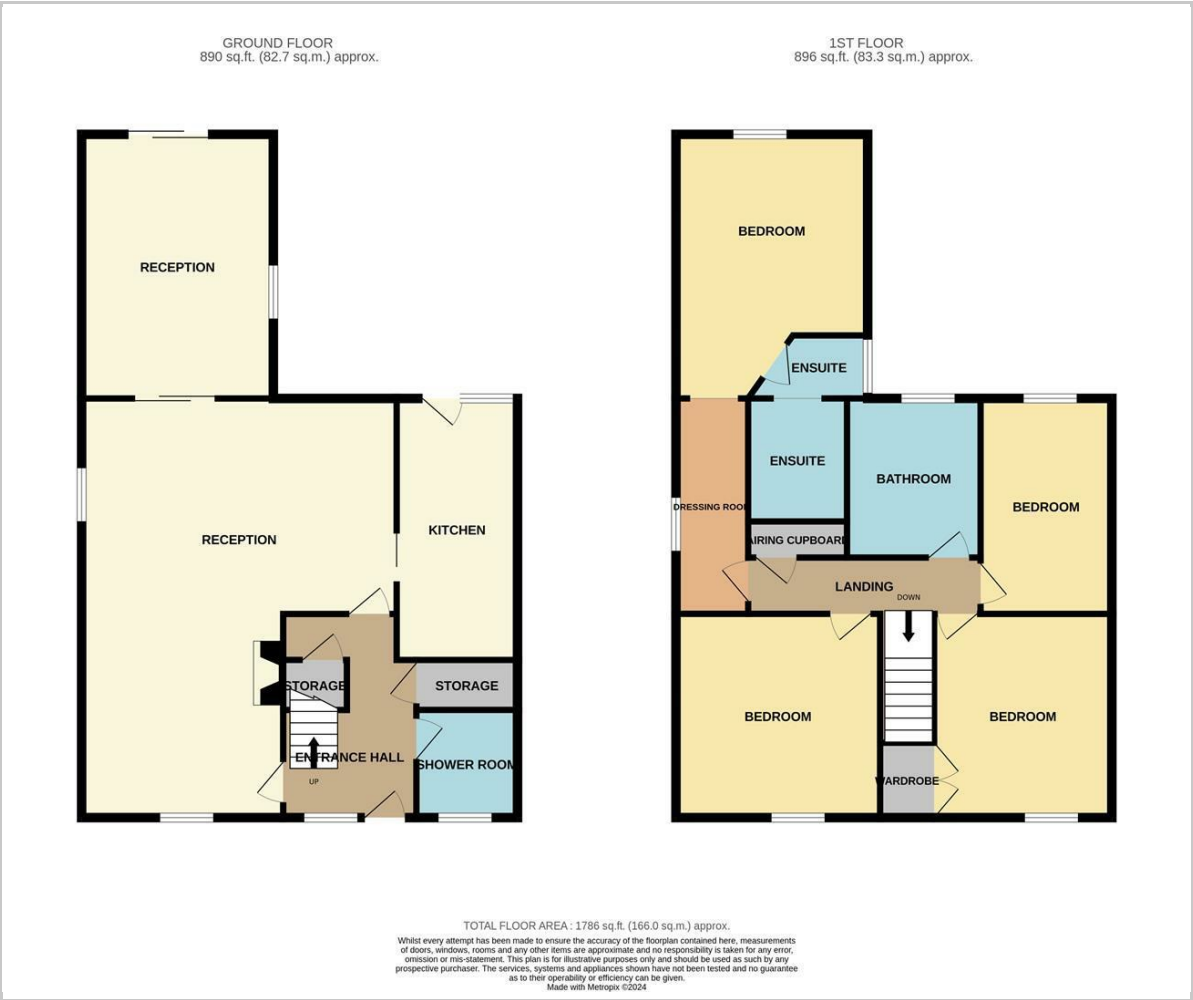 GROUND FLOOR
890 sq.ft. (82.7 sq.m.) approx.
1ST FLOOR
896 sq.ft. (83.3 sq.m.) approx.
RECEPTION
RECEPTION
KITCHEN
STORAGE
STORAGE
ENTRANCE HALL
SHOWER ROOM
UP
BEDROOM
ENSUITE
ENSUITE
BATHROOM
BEDROOM
DRESSING ROOM
AIRING CUPBOARD
LANDING
DOWN
BEDROOM
BEDROOM
WARDROBE
TOTAL FLOOR AREA : 1786 sq.ft. (166.0 sq.m.) approx.
Whilst every attempt has been made to ensure the accuracy of the floorplan contained here, measurements
of doors, windows, rooms and any other items are approximate and no responsibility is taken for any error,
omission or mis-statement. This plan is for illustrative purposes only and should be used as such by any
prospective purchaser. The services, systems and appliances shown have not been tested and no guarantee
as to their operability or efficiency can be given.
Made with Metropix ©2024